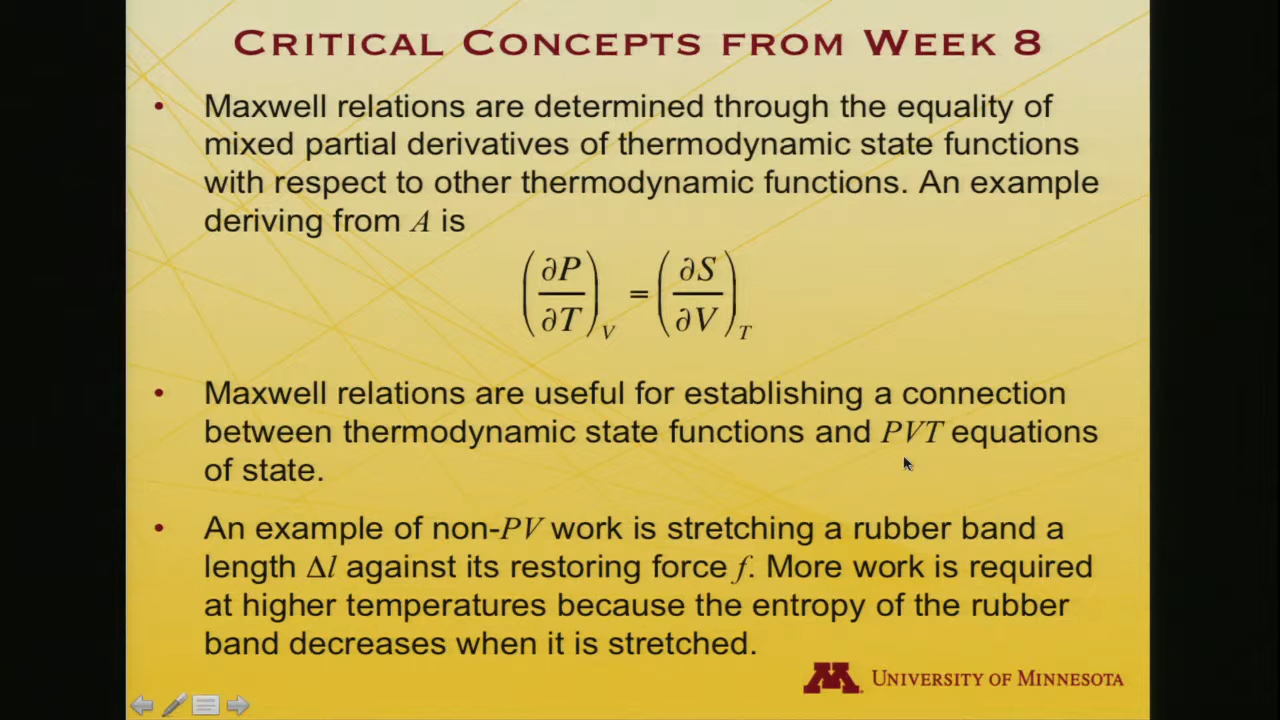 CRITICAL CONCEPTS FROM WEEK 8
• Maxwell relations are determined through the equality of
mixed partial derivatives of thermodynamic state functions
with respect to other thermodynamic functions. An example
deriving from A is
(∂P/∂T)_V = (∂S/∂V)_T
• Maxwell relations are useful for establishing a connection
between thermodynamic state functions and PVT equations
of state.
• An example of non-PV work is stretching a rubber band a
length Δl against its restoring force f. More work is required
at higher temperatures because the entropy of the rubber
band decreases when it is stretched.
M UNIVERSITY OF MINNESOTA